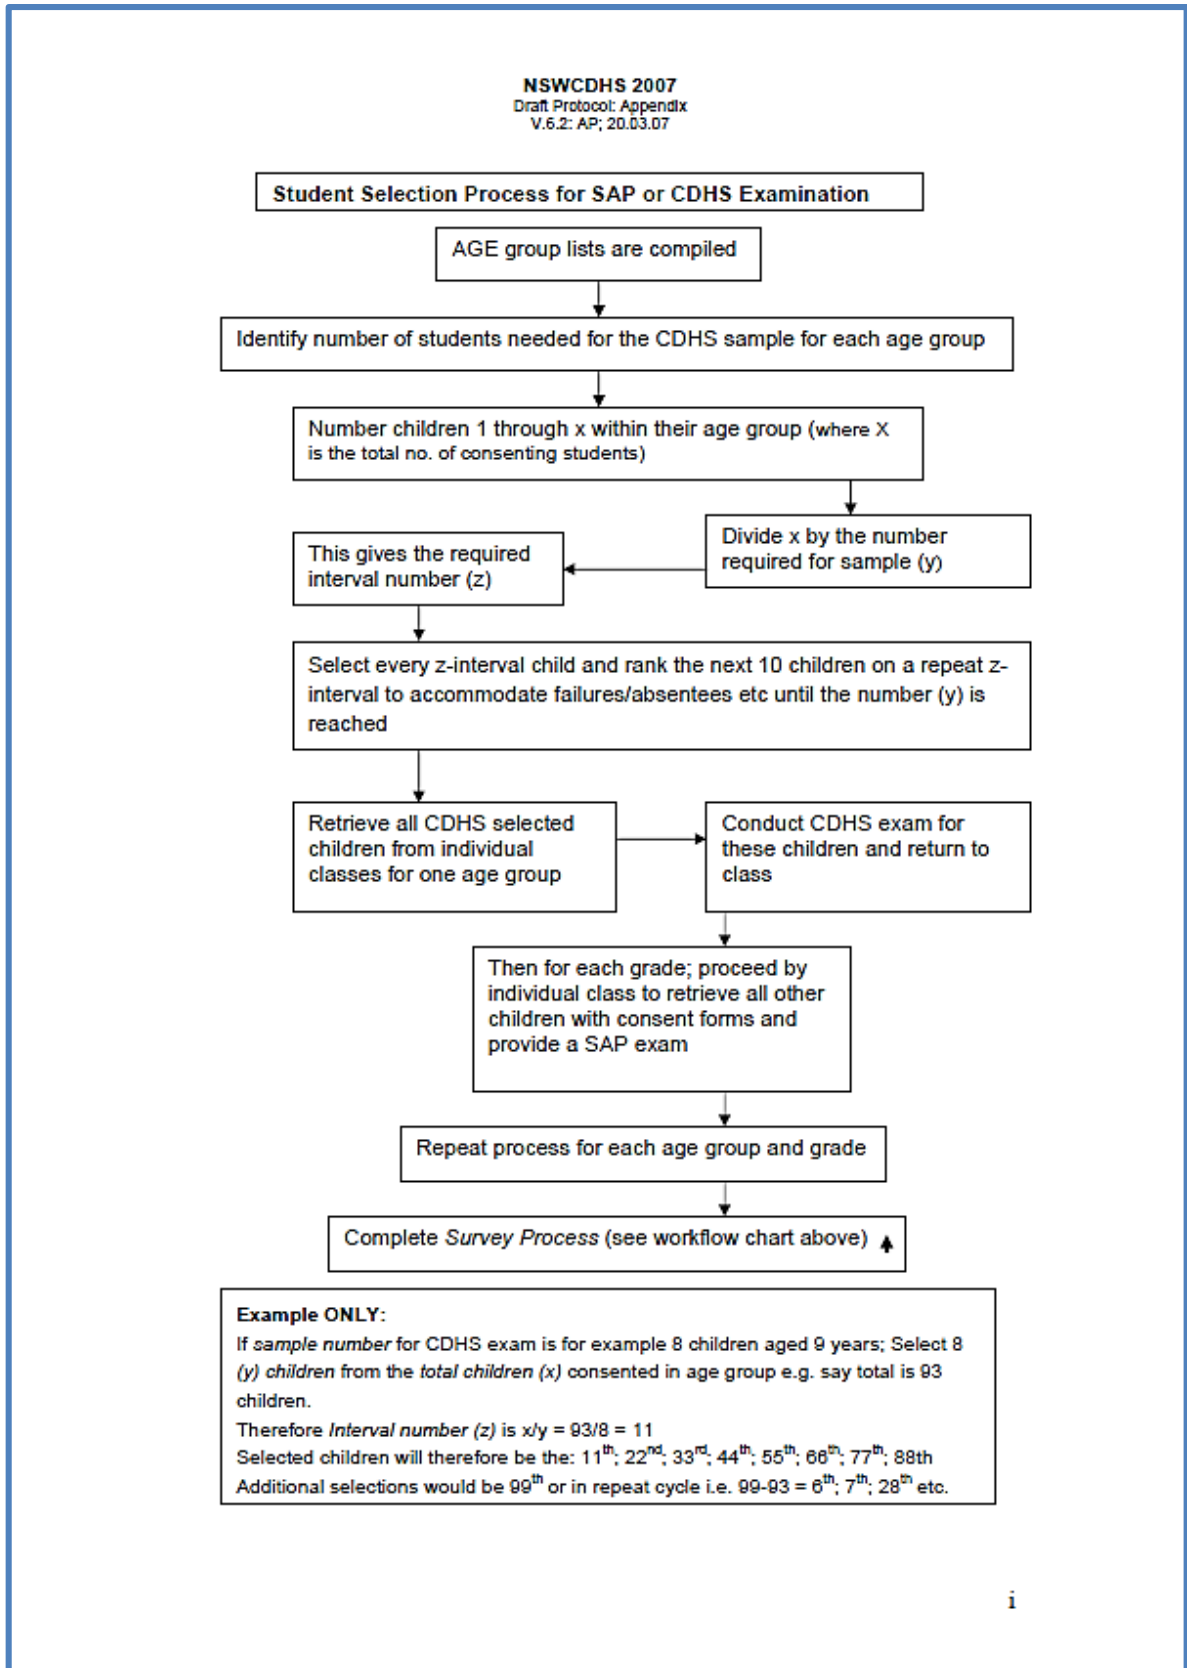 NSWCDHS 2007
Draft Protocol: Appendix
V.6.2: AP; 20.03.07
Student Selection Process for SAP or CDHS Examination
AGE group lists are compiled
Identify number of students needed for the CDHS sample for each age group
Number children 1 through x within their age group (where X
is the total no. of consenting students)
Divide x by the number
required for sample (y)
This gives the required
interval number (z)
Select every z-interval child and rank the next 10 children on a repeat z-
interval to accommodate failures/absentees etc until the number (y) is
reached
Retrieve all CDHS selected
children from individual
classes for one age group
Conduct CDHS exam for
these children and return to
class
Then for each grade; proceed by
individual class to retrieve all other
children with consent forms and
provide a SAP exam
Repeat process for each age group and grade
Complete Survey Process (see workflow chart above)
Example ONLY:
If sample number for CDHS exam is for example 8 children aged 9 years; Select 8
(y) children from the total children (x) consented in age group e.g. say total is 93
children.
Therefore Interval number (z) is x/y = 93/8 = 11
Selected children will therefore be the: 11th; 22nd; 33rd; 44th; 55th; 66th; 77th; 88th
Additional selections would be 99th or in repeat cycle i.e. 99-93 = 6th; 7th; 28th etc.
i